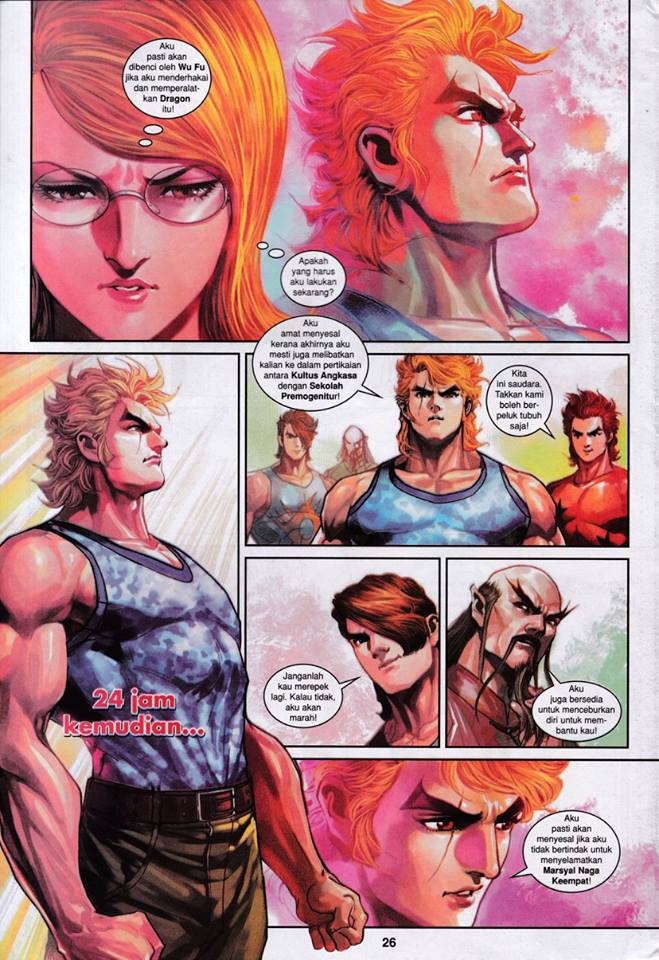 Aku
pasti akan
dibenci oleh Wu Fu
jika aku menderhakai
dan memperalat-
kan Dragon
itu!
Apakah
yang harus
aku lakukan
sekarang?
Aku
amat menyesal
kerana akhirnya aku
mesti juga melibatkan
kalian ke dalam pertikaian
antara Kultus Angkasa
dengan Sekolah
Premogenitur!
Kita
ini saudara.
Takkan kami
boleh ber-
peluk tubuh
saja!
24 jam
kemudian...
Janganlah
kau merepek
lagi. Kalau tidak,
aku akan
marah!
Aku
juga bersedia
untuk menceburkan
diri untuk mem-
bantu kau!
Aku
pasti akan
menyesal jika aku
tidak bertindak untuk
menyelamatkan
Marsyal Naga
Keempat!
26